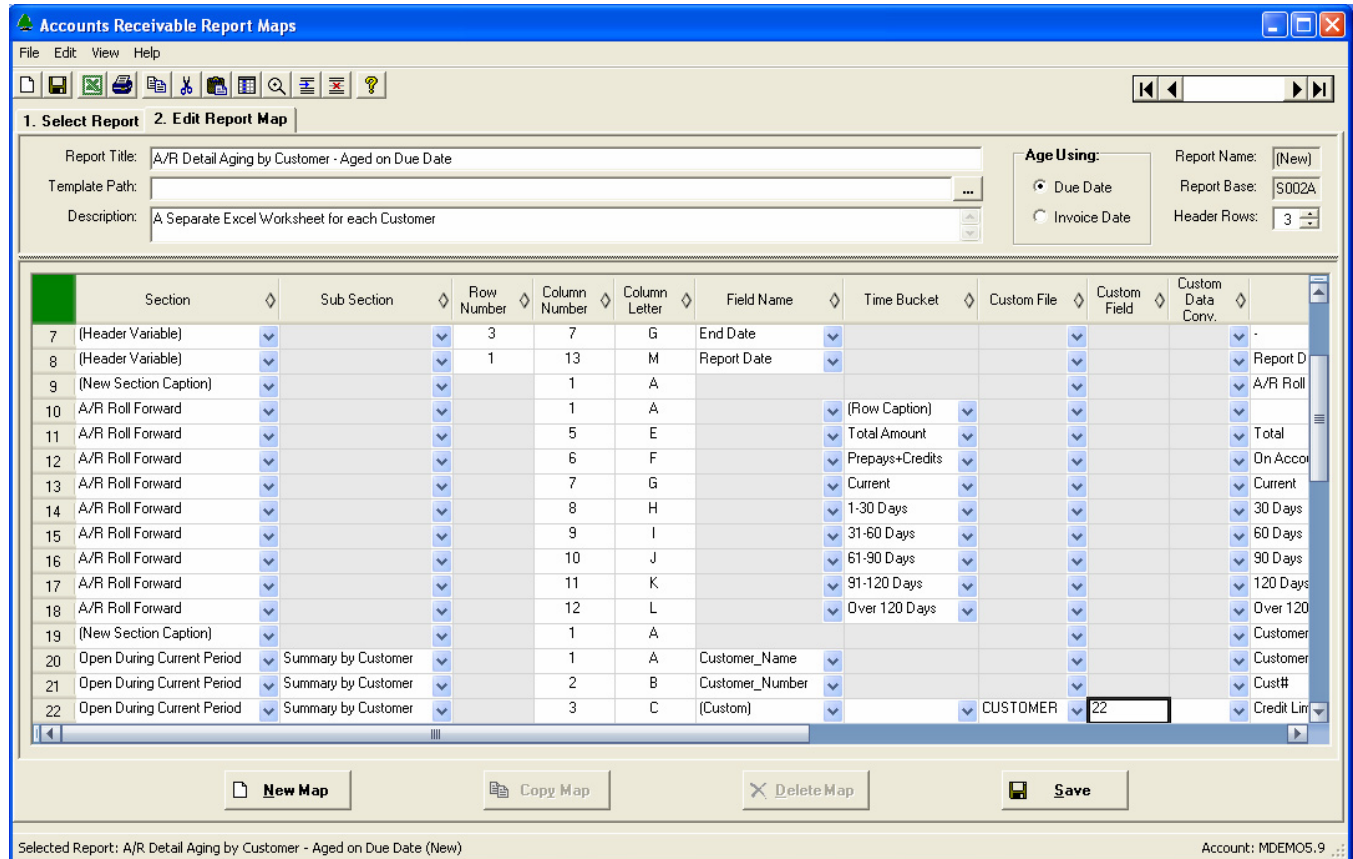 Accounts Receivable Report Maps
File Edit View Help
1. Select Report 2. Edit Report Map
Report Title: A/R Detail Aging by Customer - Aged on Due Date Age Using: Report Name: (New)
Template Path: ... Due Date Report Base: S002A
Description: A Separate Excel Worksheet for each Customer Invoice Date Header Rows: 3
Section Sub Section Row Number Column Number Column Letter Field Name Time Bucket Custom File Custom Field Custom Data Conv.
7 (Header Variable) 3 7 G End Date -
8 (Header Variable) 1 13 M Report Date Report D
9 (New Section Caption) 1 A A/R Roll
10 A/R Roll Forward 1 A (Row Caption)
11 A/R Roll Forward 5 E Total Amount Total
12 A/R Roll Forward 6 F Prepays+Credits On Accou
13 A/R Roll Forward 7 G Current Current
14 A/R Roll Forward 8 H 1-30 Days 30 Days
15 A/R Roll Forward 9 I 31-60 Days 60 Days
16 A/R Roll Forward 10 J 61-90 Days 90 Days
17 A/R Roll Forward 11 K 91-120 Days 120 Days
18 A/R Roll Forward 12 L Over 120 Days Over 120
19 (New Section Caption) 1 A Customer
20 Open During Current Period Summary by Customer 1 A Customer_Name Customer
21 Open During Current Period Summary by Customer 2 B Customer_Number Cust#
22 Open During Current Period Summary by Customer 3 C (Custom) CUSTOMER 22 Credit Lim
New Map Copy Map Delete Map Save
Selected Report: A/R Detail Aging by Customer - Aged on Due Date (New) Account: MDEMO5.9